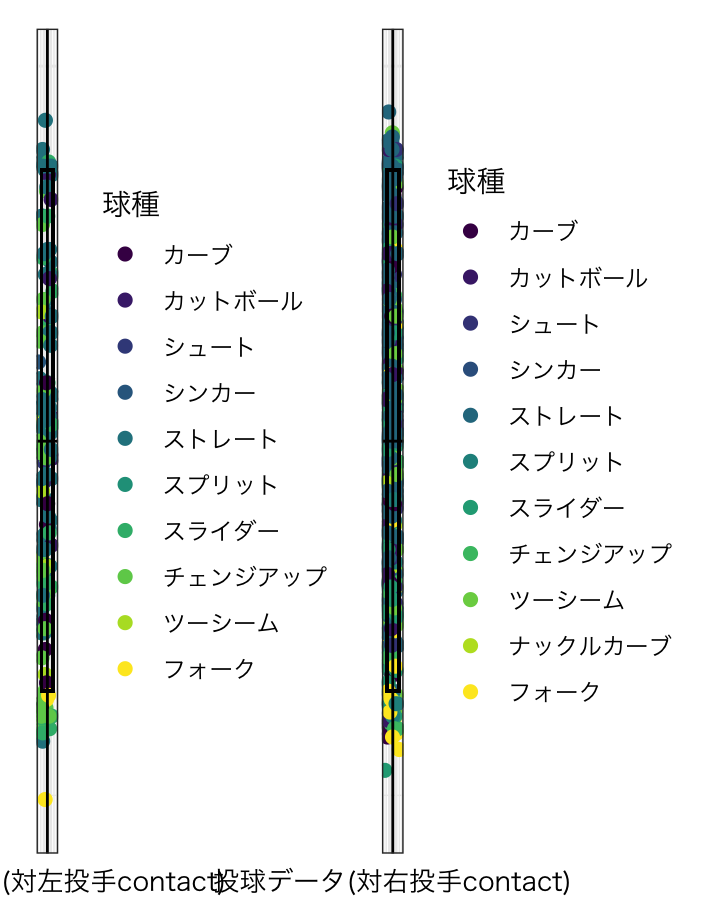 球種
カーブ
カットボール
シュート
シンカー
ストレート
スプリット
スライダー
チェンジアップ
ツーシーム
フォーク
球種
カーブ
カットボール
シュート
シンカー
ストレート
スプリット
スライダー
チェンジアップ
ツーシーム
ナックルカーブ
フォーク
(対左投手contact)
投球データ(対右投手contact)